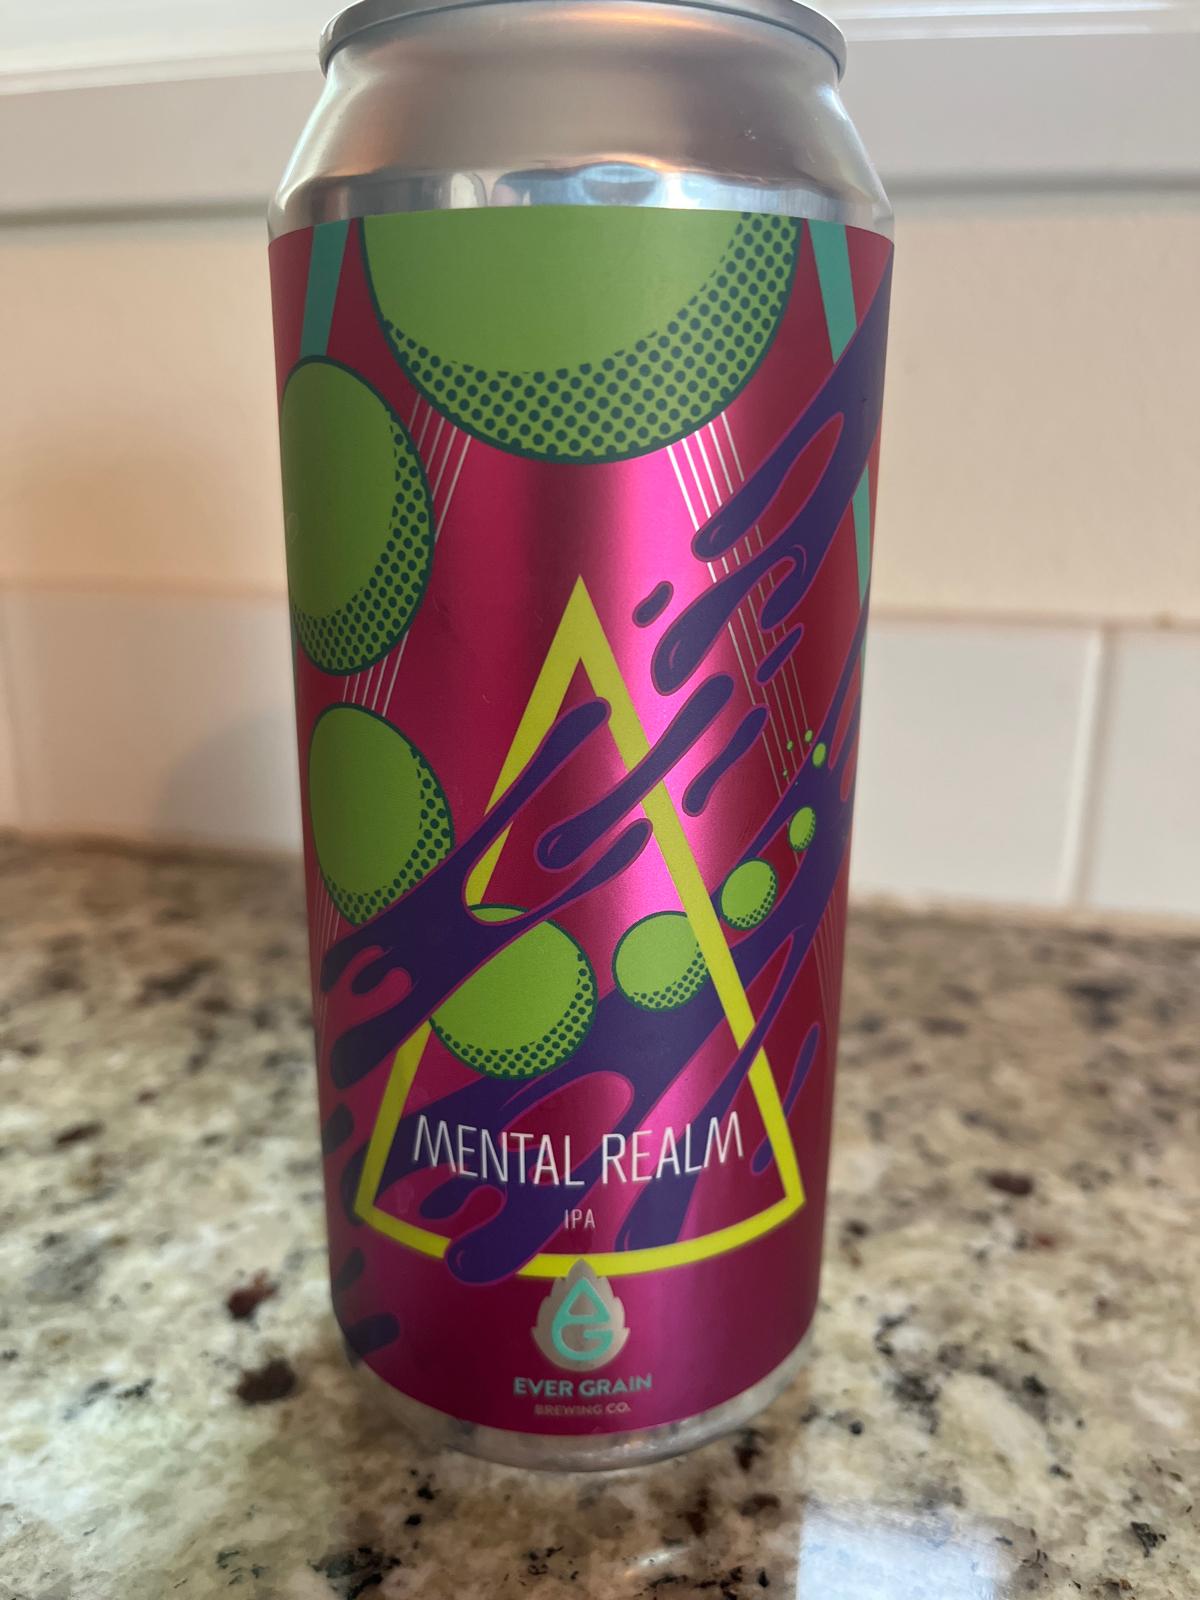 MENTAL REALM
IPA
EVER GRAIN
BREWING CO.